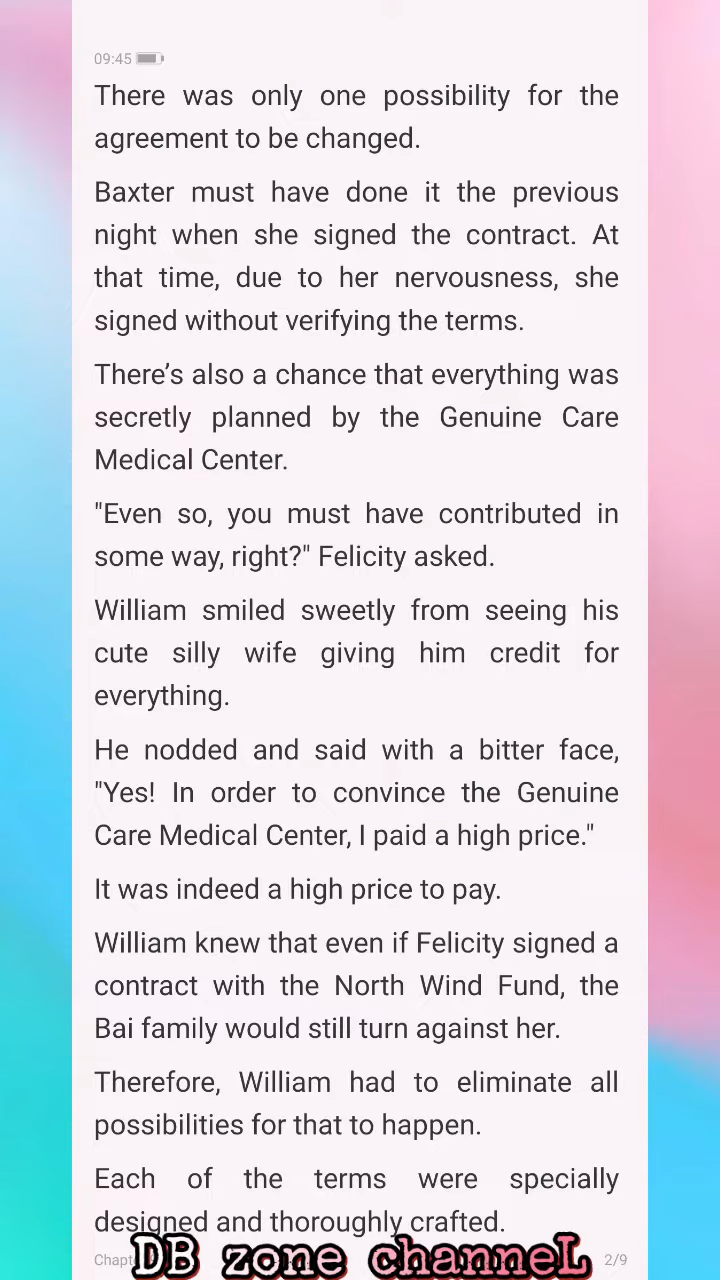 09:45
There was only one possibility for the
agreement to be changed.
Baxter must have done it the previous
night when she signed the contract. At
that time, due to her nervousness, she
signed without verifying the terms.
There’s also a chance that everything was
secretly planned by the Genuine Care
Medical Center.
"Even so, you must have contributed in
some way, right?" Felicity asked.
William smiled sweetly from seeing his
cute silly wife giving him credit for
everything.
He nodded and said with a bitter face,
"Yes! In order to convince the Genuine
Care Medical Center, I paid a high price."
It was indeed a high price to pay.
William knew that even if Felicity signed a
contract with the North Wind Fund, the
Bai family would still turn against her.
Therefore, William had to eliminate all
possibilities for that to happen.
Each of the terms were specially
designed and thoroughly crafted.
DB zone channeL
2/9